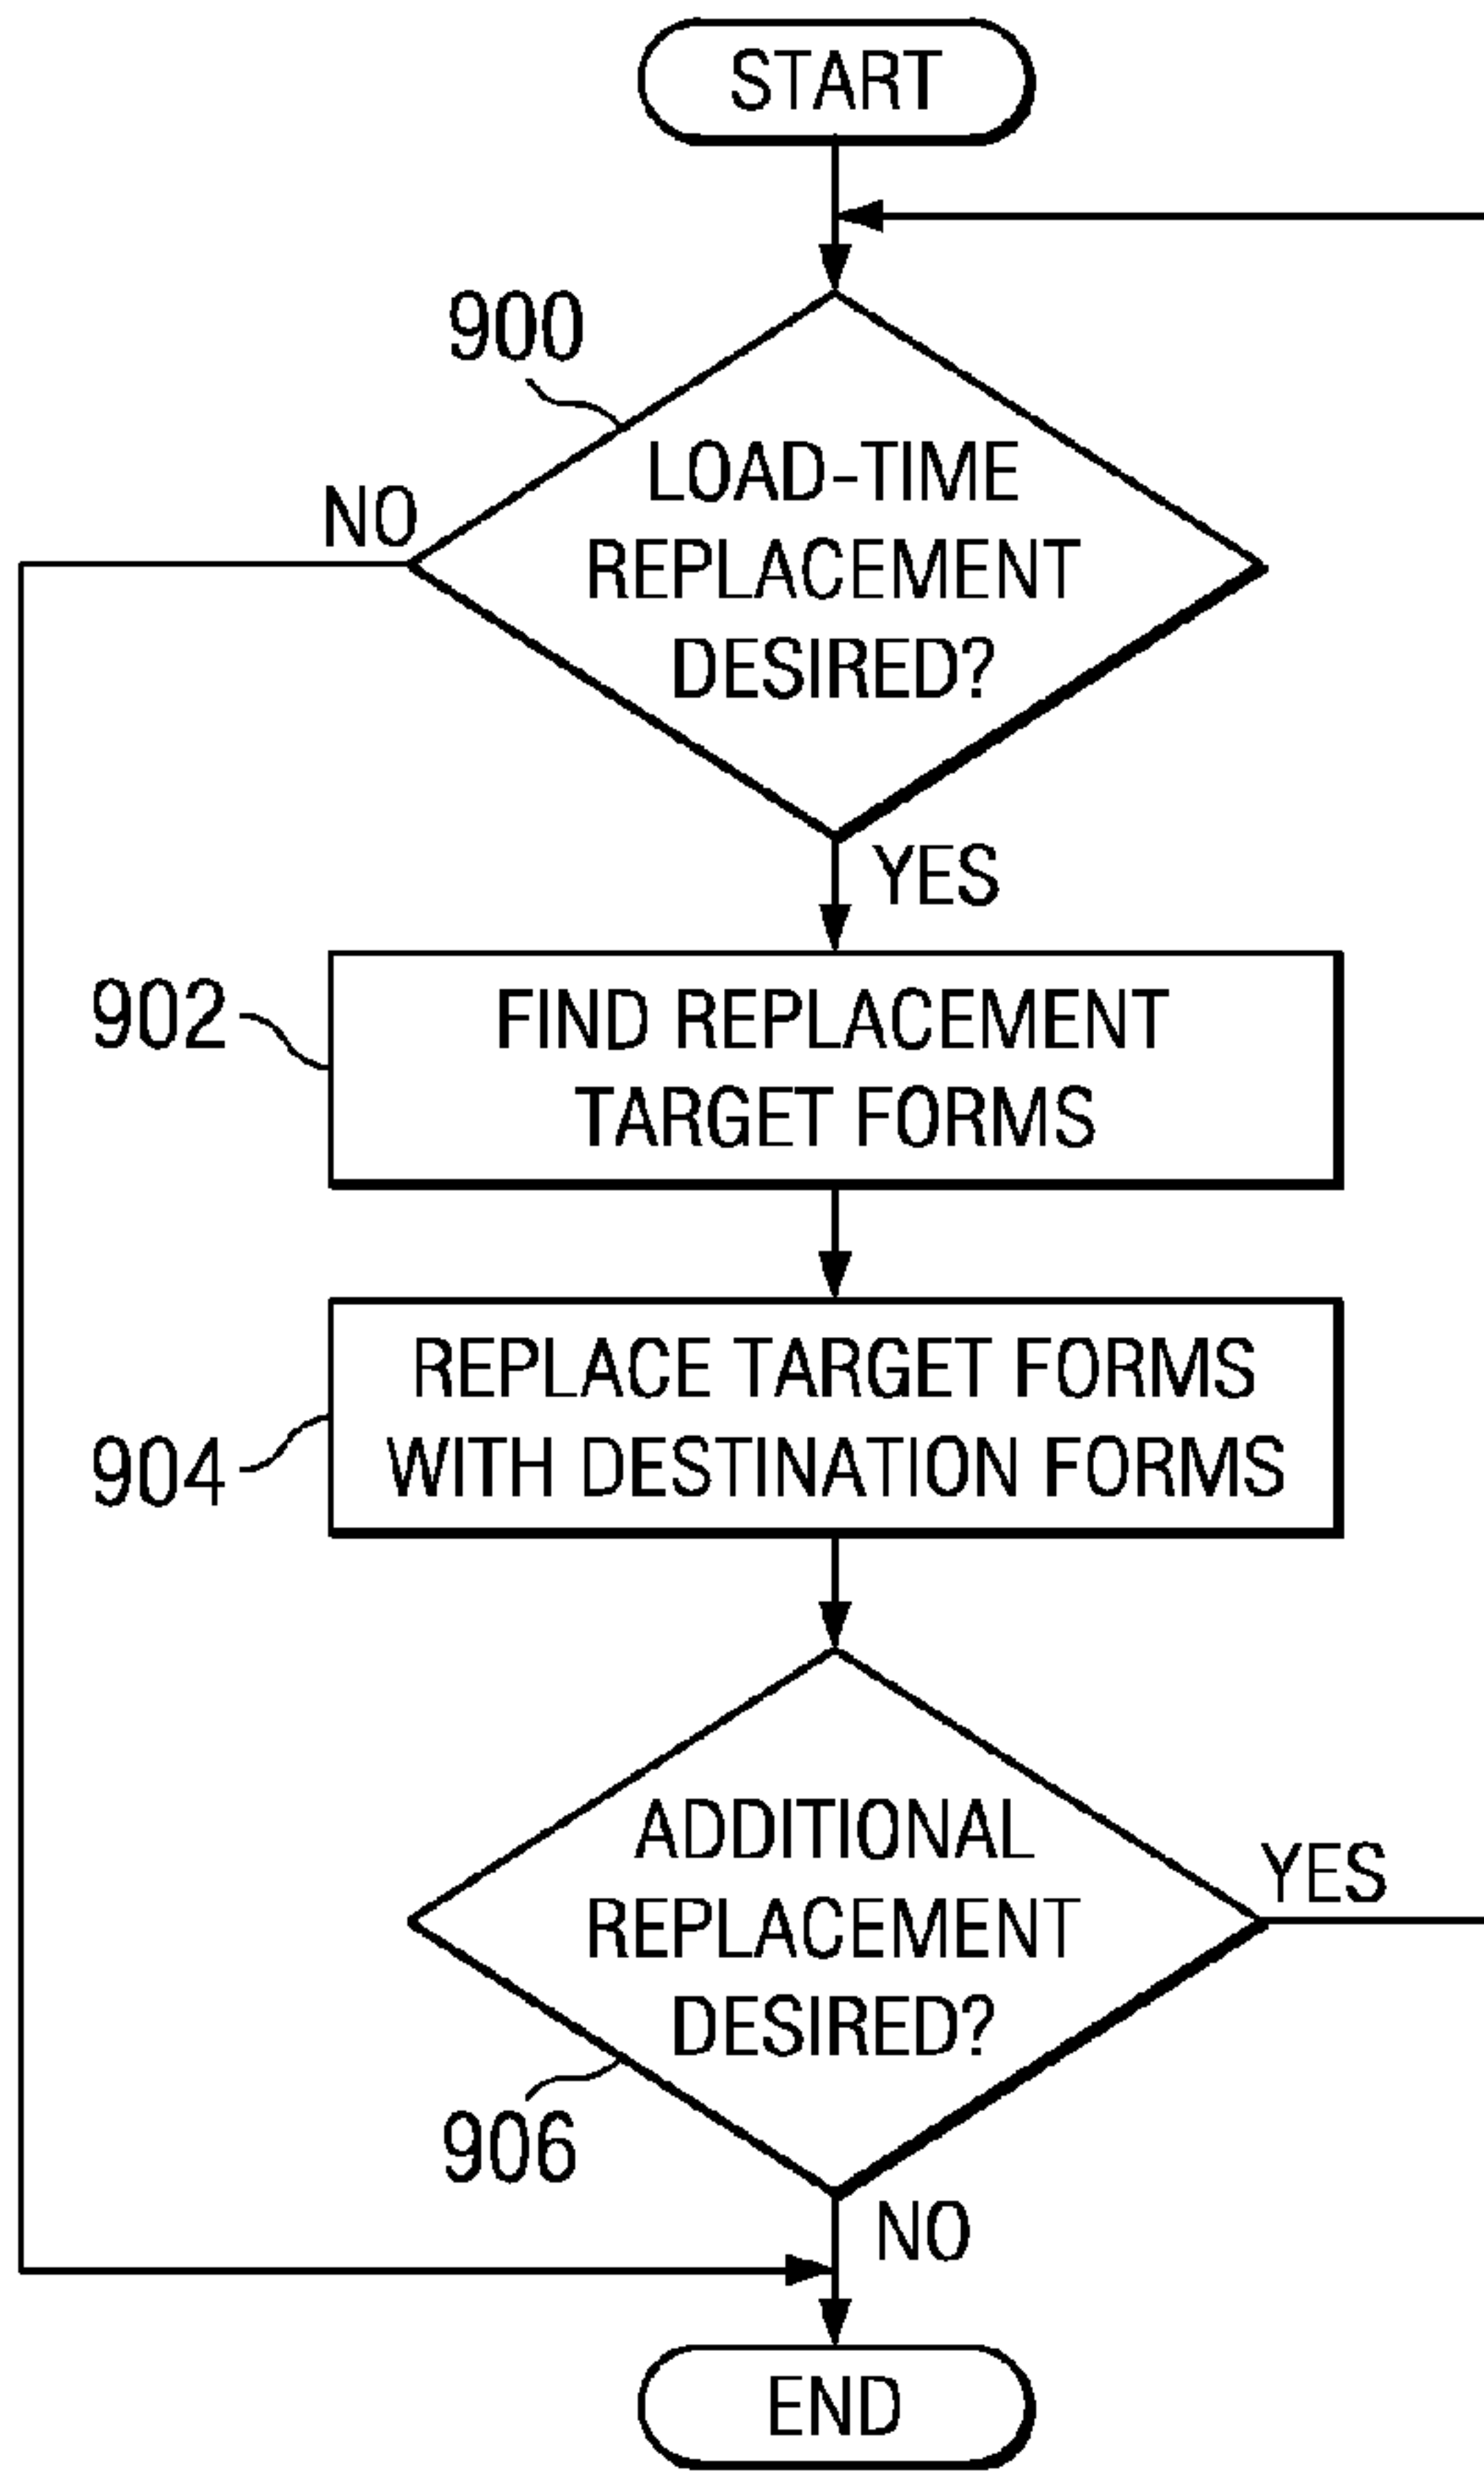 START
900
LOAD-TIME
REPLACEMENT
DESIRED?
NO
YES
902
FIND REPLACEMENT
TARGET FORMS
904
REPLACE TARGET FORMS
WITH DESTINATION FORMS
ADDITIONAL
REPLACEMENT
DESIRED?
YES
906
NO
END